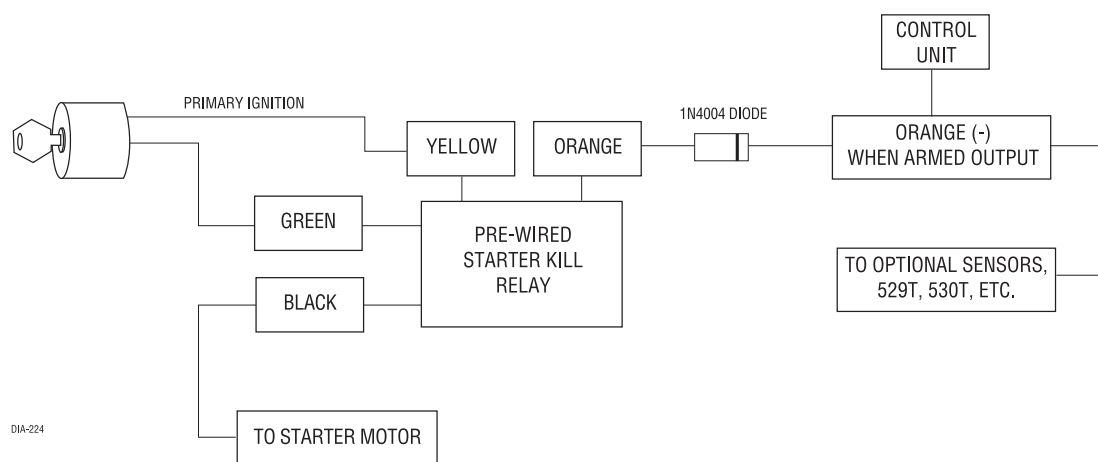 CONTROL
UNIT
PRIMARY IGNITION
1N4004 DIODE
YELLOW
ORANGE
ORANGE (-)
WHEN ARMED OUTPUT
GREEN
PRE-WIRED
STARTER KILL
RELAY
TO OPTIONAL SENSORS,
529T, 530T, ETC.
BLACK
DIA-224
TO STARTER MOTOR